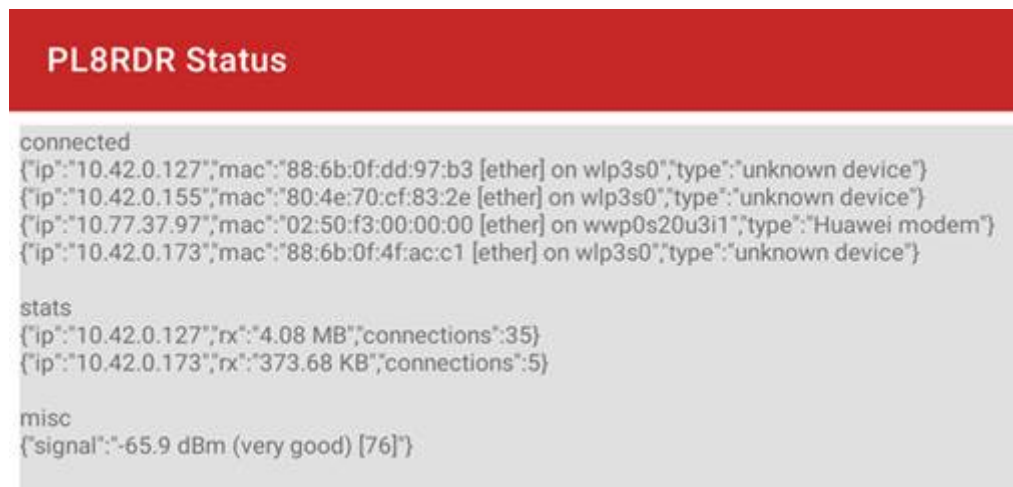 PL8RDR Status
connected
{"ip":"10.42.0.127","mac":"88:6b:0f:dd:97:b3 [ether] on wlp3s0","type":"unknown device"}
{"ip":"10.42.0.155","mac":"80:4e:70:cf:83:2e [ether] on wlp3s0","type":"unknown device"}
{"ip":"10.77.37.97","mac":"02:50:f3:00:00:00 [ether] on wwp0s20u3i1","type":"Huawei modem"}
{"ip":"10.42.0.173","mac":"88:6b:0f:4f:ac:c1 [ether] on wlp3s0","type":"unknown device"}
stats
{"ip":"10.42.0.127","rx":"4.08 MB","connections":35}
{"ip":"10.42.0.173","rx":"373.68 KB","connections":5}
misc
{"signal":"-65.9 dBm (very good) [76]"}